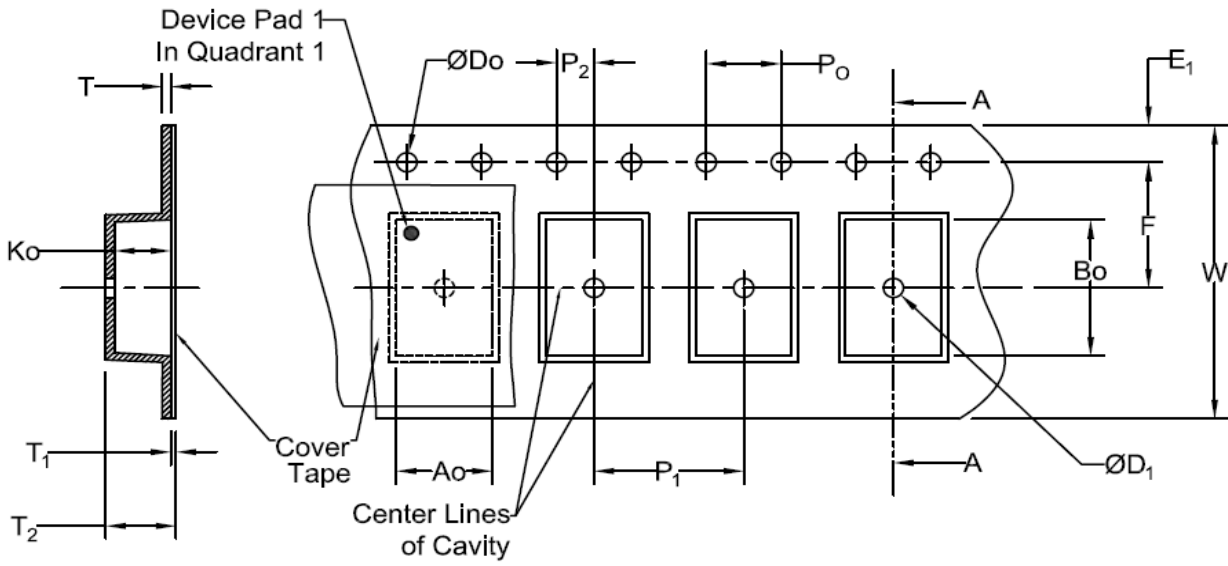 Device Pad 1
In Quadrant 1
T
ØDo
P₂
P₀
E₁
A
Ko
F
Bo
W
T₁
Cover
Tape
Ao
P₁
A
ØD₁
T₂
Center Lines
of Cavity